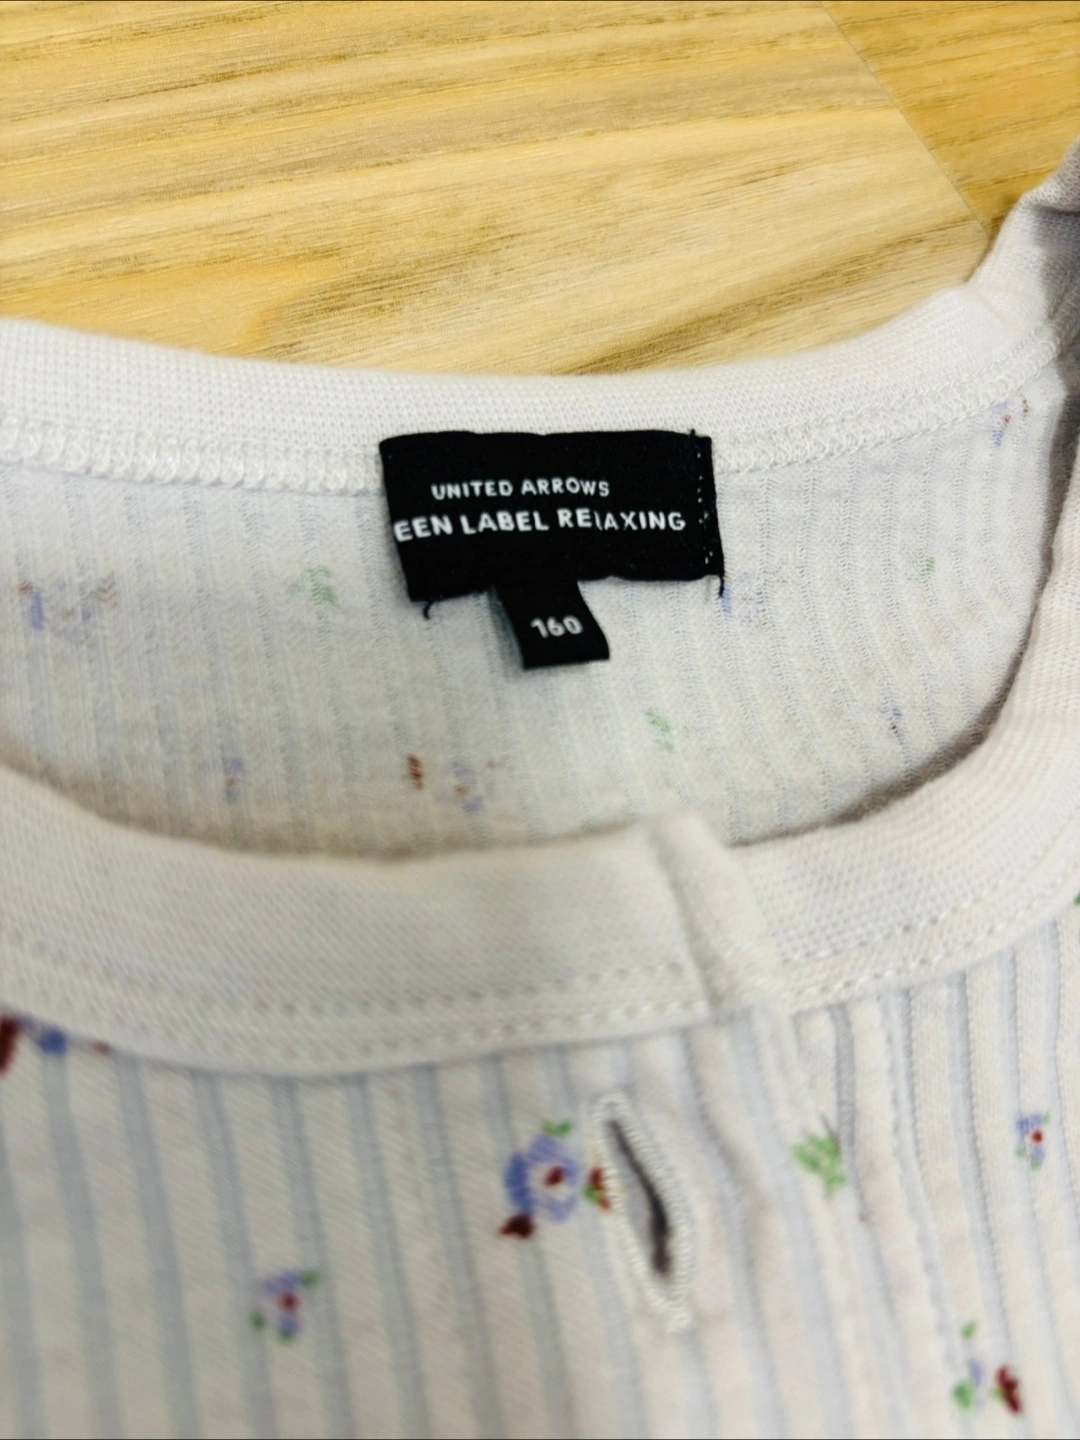 UNITED ARROWS
EEN LABEL RELAXING
160